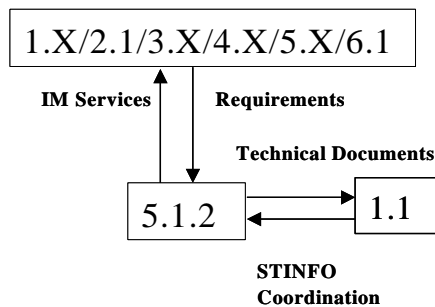 1.X/2.1/3.X/4.X/5.X/6.1
IM Services
Requirements
Technical Documents
5.1.2
1.1
STINFO
Coordination